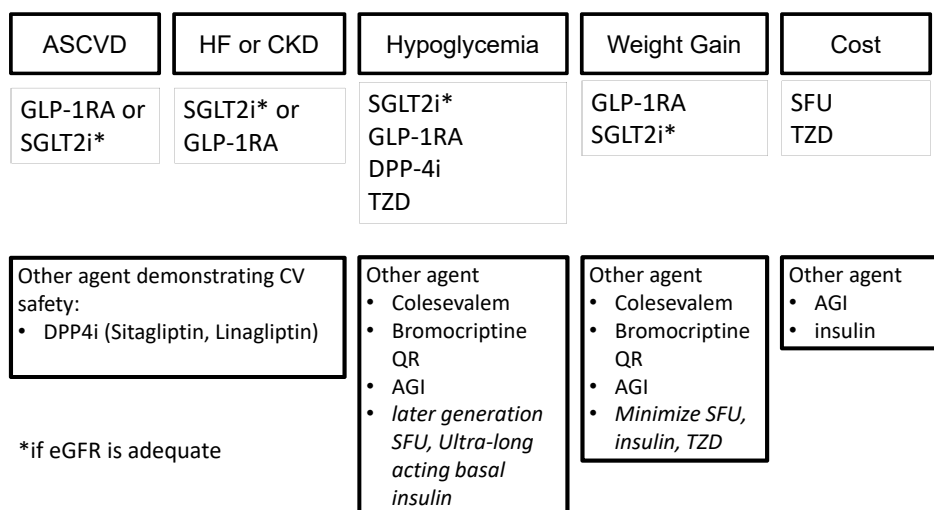 ASCVD
HF or CKD
Hypoglycemia
Weight Gain
Cost
GLP-1RA or
SGLT2i*
SGLT2i* or
GLP-1RA
SGLT2i*
GLP-1RA
DPP-4i
TZD
GLP-1RA
SGLT2i*
SFU
TZD
Other agent demonstrating CV
safety:
• DPP4i (Sitagliptin, Linagliptin)
Other agent
• Colesevalem
• Bromocriptine
QR
• AGI
• later generation
SFU, Ultra-long
acting basal
insulin
Other agent
• Colesevalem
• Bromocriptine
QR
• AGI
• Minimize SFU,
insulin, TZD
Other agent
• AGI
• insulin
*if eGFR is adequate